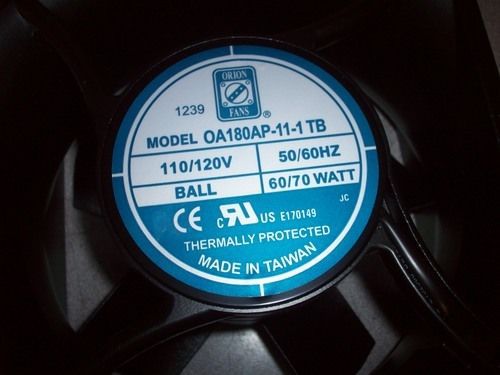 ORION
FANS
®
1239
MODEL OA180AP-11-1 TB
110/120V 50/60HZ
BALL 60/70 WATT
JC
CE c RU US E170149
THERMALLY PROTECTED
MADE IN TAIWAN